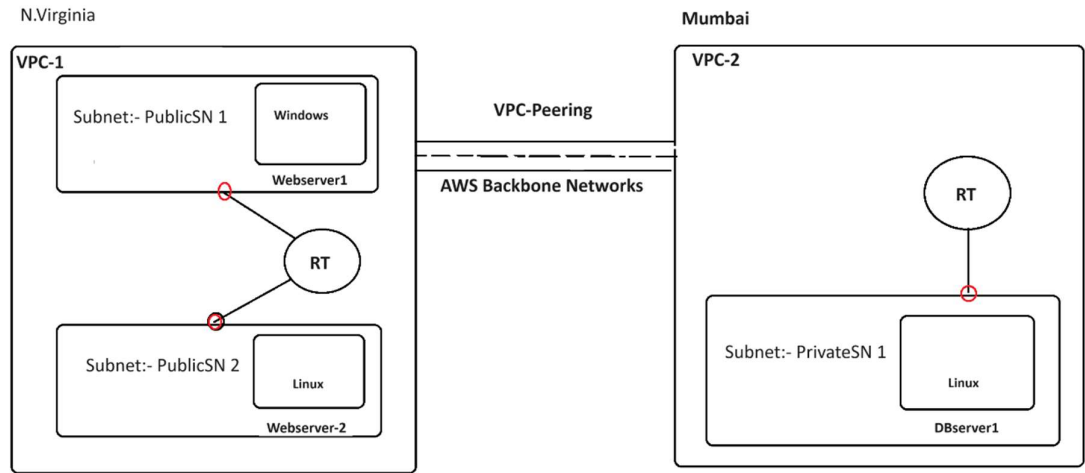 N.Virginia
Mumbai
VPC-1
Subnet:- PublicSN 1
Windows
Webserver1
RT
Subnet:- PublicSN 2
Linux
Webserver-2
VPC-Peering
AWS Backbone Networks
VPC-2
RT
Subnet:- PrivateSN 1
Linux
DBserver1